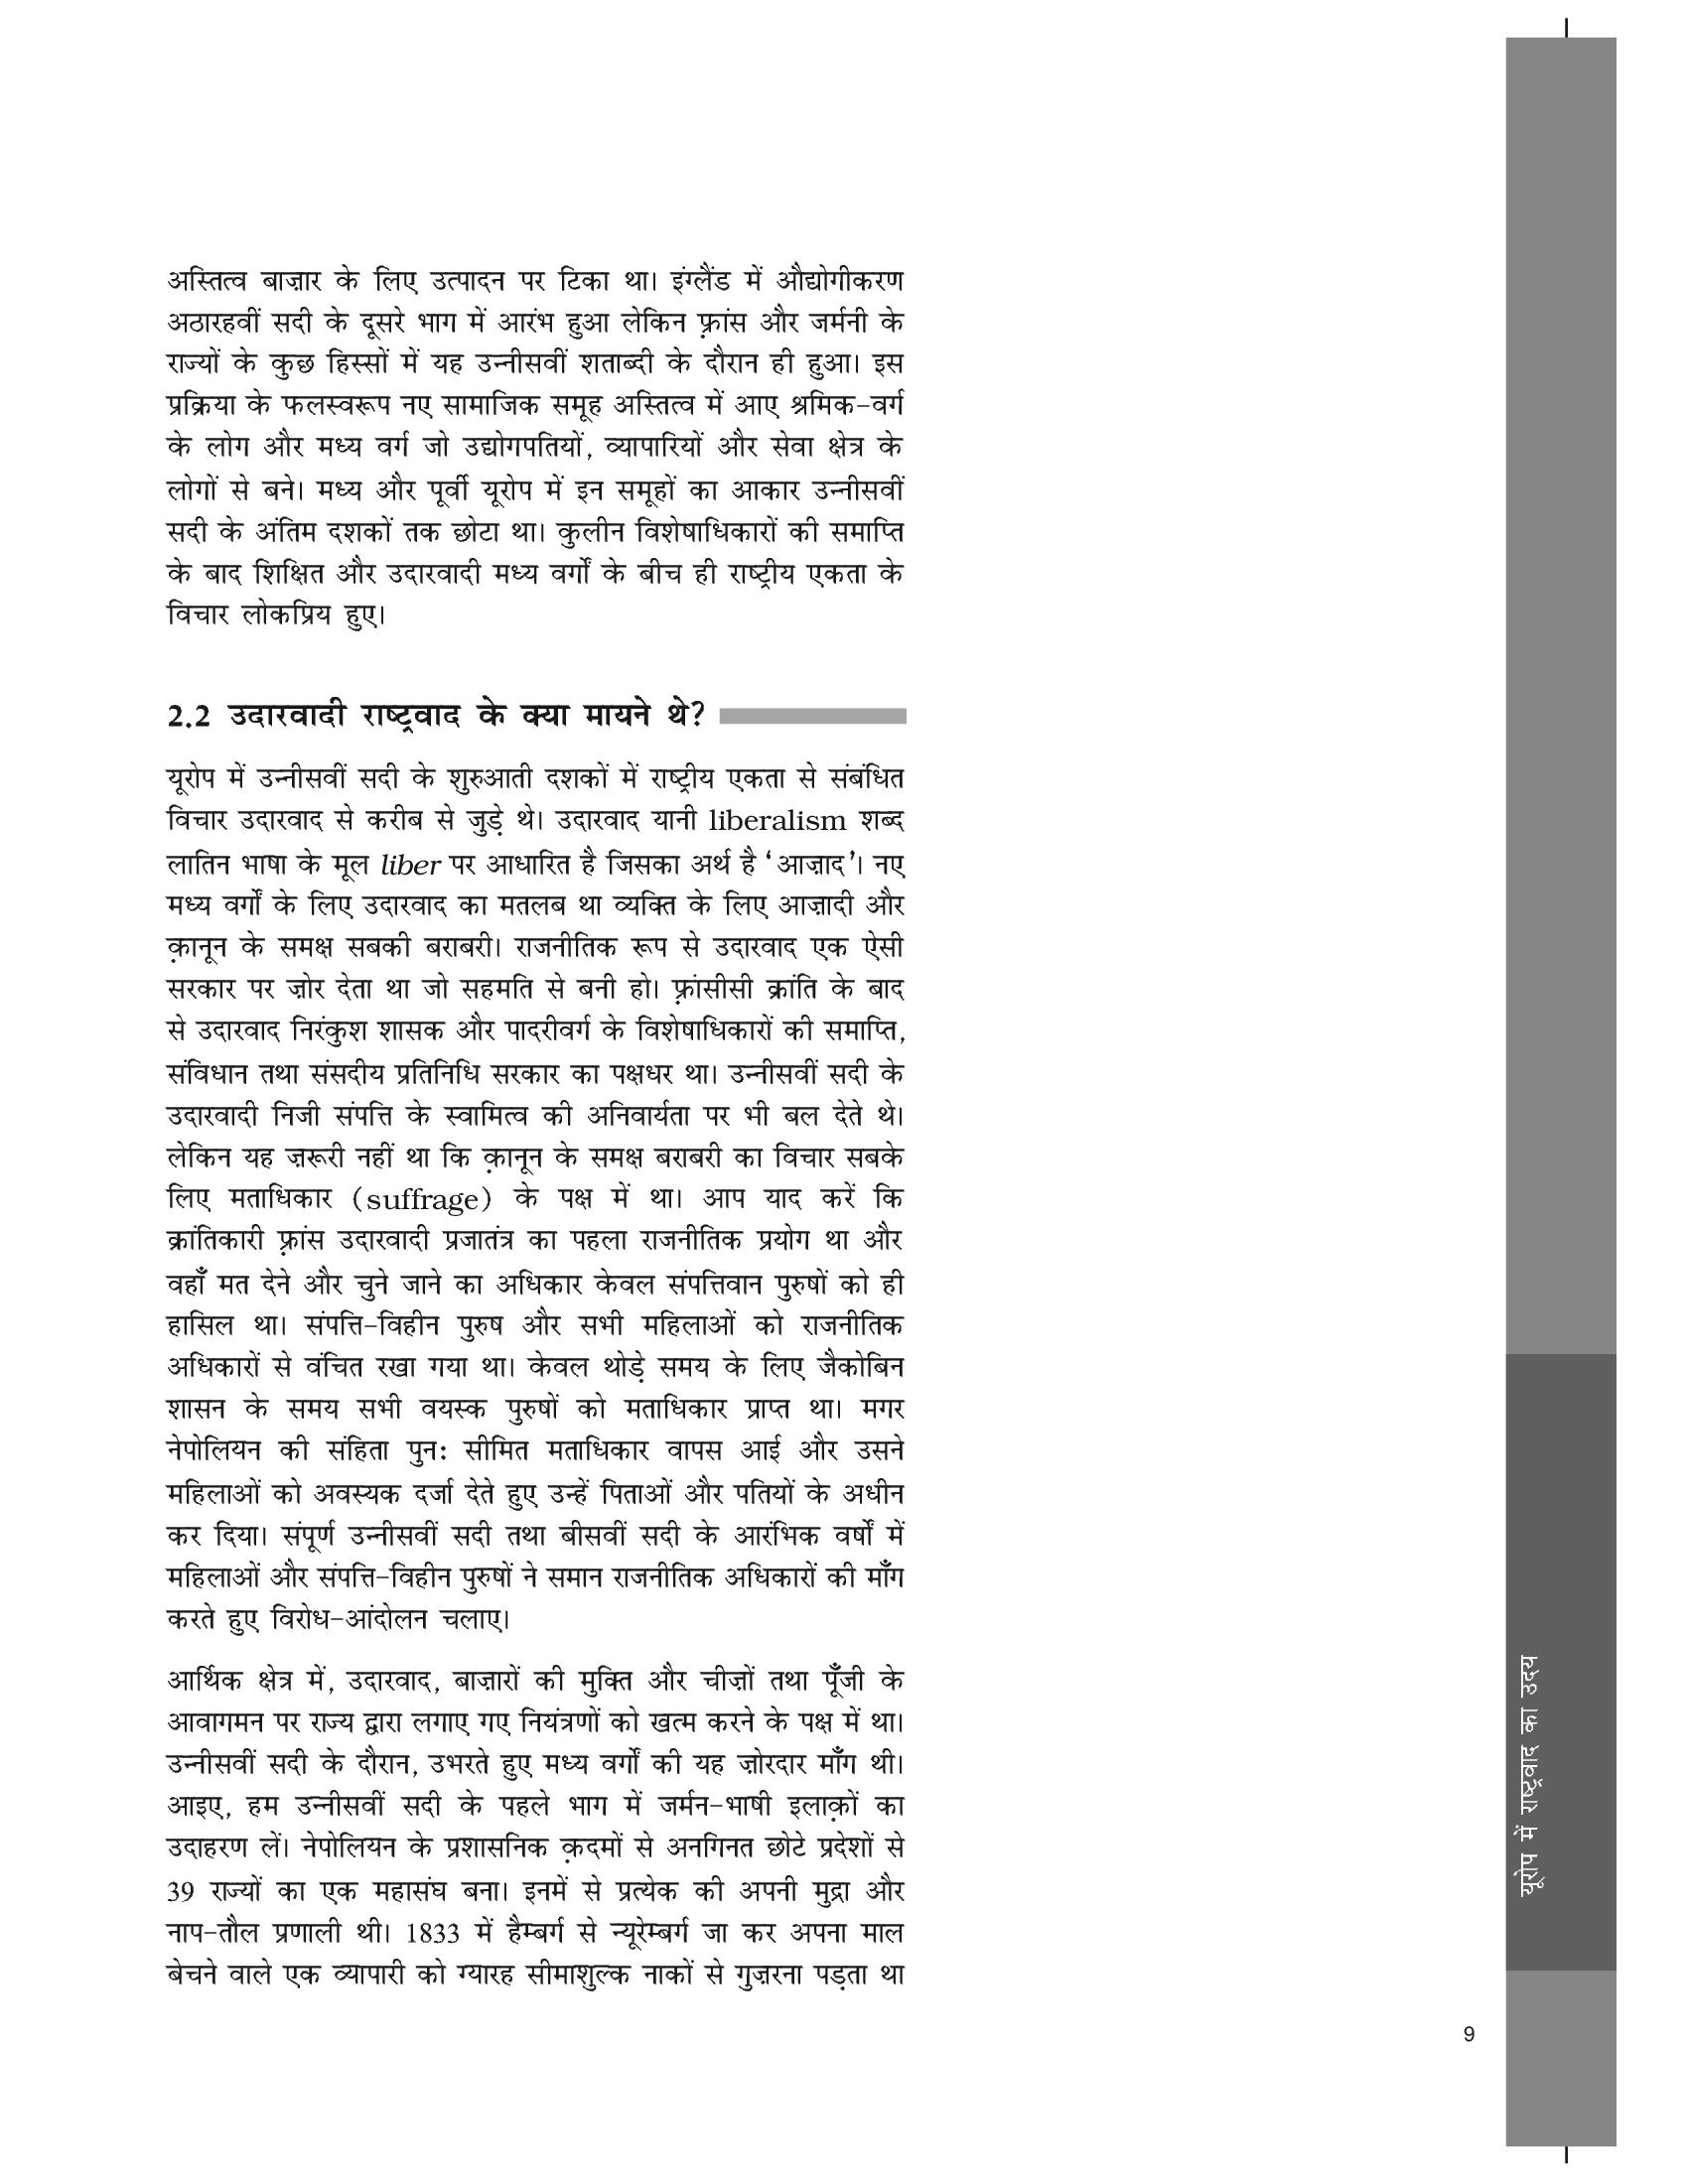 अस्तित्व बाज़ार के लिए उत्पादन पर टिका था। इंग्लैंड में औद्योगीकरण
अठारहवीं सदी के दूसरे भाग में आरंभ हुआ लेकिन फ़्रांस और जर्मनी के
राज्यों के कुछ हिस्सों में यह उन्नीसवीं शताब्दी के दौरान ही हुआ। इस
प्रक्रिया के फलस्वरूप नए सामाजिक समूह अस्तित्व में आए श्रमिक-वर्ग
के लोग और मध्य वर्ग जो उद्योगपतियों, व्यापारियों और सेवा क्षेत्र के
लोगों से बने। मध्य और पूर्वी यूरोप में इन समूहों का आकार उन्नीसवीं
सदी के अंतिम दशकों तक छोटा था। कुलीन विशेषाधिकारों की समाप्ति
के बाद शिक्षित और उदारवादी मध्य वर्गों के बीच ही राष्ट्रीय एकता के
विचार लोकप्रिय हुए।
2.2 उदारवादी राष्ट्रवाद के क्या मायने थे?
यूरोप में उन्नीसवीं सदी के शुरुआती दशकों में राष्ट्रीय एकता से संबंधित
विचार उदारवाद से करीब से जुड़े थे। उदारवाद यानी liberalism शब्द
लातिन भाषा के मूल liber पर आधारित है जिसका अर्थ है ‘आज़ाद’। नए
मध्य वर्गों के लिए उदारवाद का मतलब था व्यक्ति के लिए आज़ादी और
क़ानून के समक्ष सबकी बराबरी। राजनीतिक रूप से उदारवाद एक ऐसी
सरकार पर ज़ोर देता था जो सहमति से बनी हो। फ़्रांसीसी क्रांति के बाद
से उदारवाद निरंकुश शासक और पादरीवर्ग के विशेषाधिकारों की समाप्ति,
संविधान तथा संसदीय प्रतिनिधि सरकार का पक्षधर था। उन्नीसवीं सदी के
उदारवादी निजी संपत्ति के स्वामित्व की अनिवार्यता पर भी बल देते थे।
लेकिन यह ज़रूरी नहीं था कि क़ानून के समक्ष बराबरी का विचार सबके
लिए मताधिकार (suffrage) के पक्ष में था। आप याद करें कि
क्रांतिकारी फ़्रांस उदारवादी प्रजातंत्र का पहला राजनीतिक प्रयोग था और
वहाँ मत देने और चुने जाने का अधिकार केवल संपत्तिवान पुरुषों को ही
हासिल था। संपत्ति-विहीन पुरुष और सभी महिलाओं को राजनीतिक
अधिकारों से वंचित रखा गया था। केवल थोड़े समय के लिए जैकोबिन
शासन के समय सभी वयस्क पुरुषों को मताधिकार प्राप्त था। मगर
नेपोलियन की संहिता पुनः सीमित मताधिकार वापस आई और उसने
महिलाओं को अवस्यक दर्जा देते हुए उन्हें पिताओं और पतियों के अधीन
कर दिया। संपूर्ण उन्नीसवीं सदी तथा बीसवीं सदी के आरंभिक वर्षों में
महिलाओं और संपत्ति-विहीन पुरुषों ने समान राजनीतिक अधिकारों की माँग
करते हुए विरोध-आंदोलन चलाए।
आर्थिक क्षेत्र में, उदारवाद, बाज़ारों की मुक्ति और चीज़ों तथा पूँजी के
आवागमन पर राज्य द्वारा लगाए गए नियंत्रणों को खत्म करने के पक्ष में था।
उन्नीसवीं सदी के दौरान, उभरते हुए मध्य वर्गों की यह ज़ोरदार माँग थी।
आइए, हम उन्नीसवीं सदी के पहले भाग में जर्मन-भाषी इलाक़ों का
उदाहरण लें। नेपोलियन के प्रशासनिक क़दमों से अनगिनत छोटे प्रदेशों से
39 राज्यों का एक महासंघ बना। इनमें से प्रत्येक की अपनी मुद्रा और
नाप-तौल प्रणाली थी। 1833 में हैम्बर्ग से न्यूरेम्बर्ग जा कर अपना माल
बेचने वाले एक व्यापारी को ग्यारह सीमाशुल्क नाकों से गुज़रना पड़ता था
यूरोप में राष्ट्रवाद का उदय
9